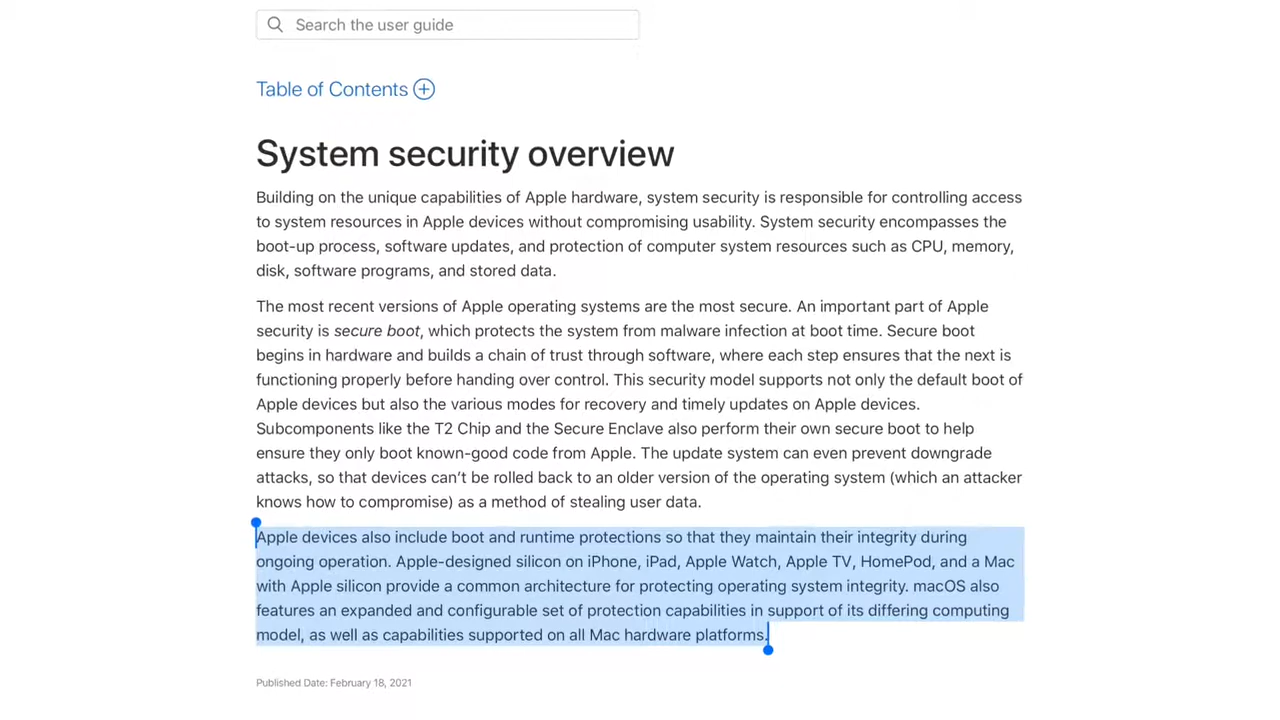 Search the user guide
Table of Contents
System security overview
Building on the unique capabilities of Apple hardware, system security is responsible for controlling access
to system resources in Apple devices without compromising usability. System security encompasses the
boot-up process, software updates, and protection of computer system resources such as CPU, memory,
disk, software programs, and stored data.
The most recent versions of Apple operating systems are the most secure. An important part of Apple
security is secure boot, which protects the system from malware infection at boot time. Secure boot
begins in hardware and builds a chain of trust through software, where each step ensures that the next is
functioning properly before handing over control. This security model supports not only the default boot of
Apple devices but also the various modes for recovery and timely updates on Apple devices.
Subcomponents like the T2 Chip and the Secure Enclave also perform their own secure boot to help
ensure they only boot known-good code from Apple. The update system can even prevent downgrade
attacks, so that devices can’t be rolled back to an older version of the operating system (which an attacker
knows how to compromise) as a method of stealing user data.
Apple devices also include boot and runtime protections so that they maintain their integrity during
ongoing operation. Apple-designed silicon on iPhone, iPad, Apple Watch, Apple TV, HomePod, and a Mac
with Apple silicon provide a common architecture for protecting operating system integrity. macOS also
features an expanded and configurable set of protection capabilities in support of its differing computing
model, as well as capabilities supported on all Mac hardware platforms.
Published Date: February 18, 2021